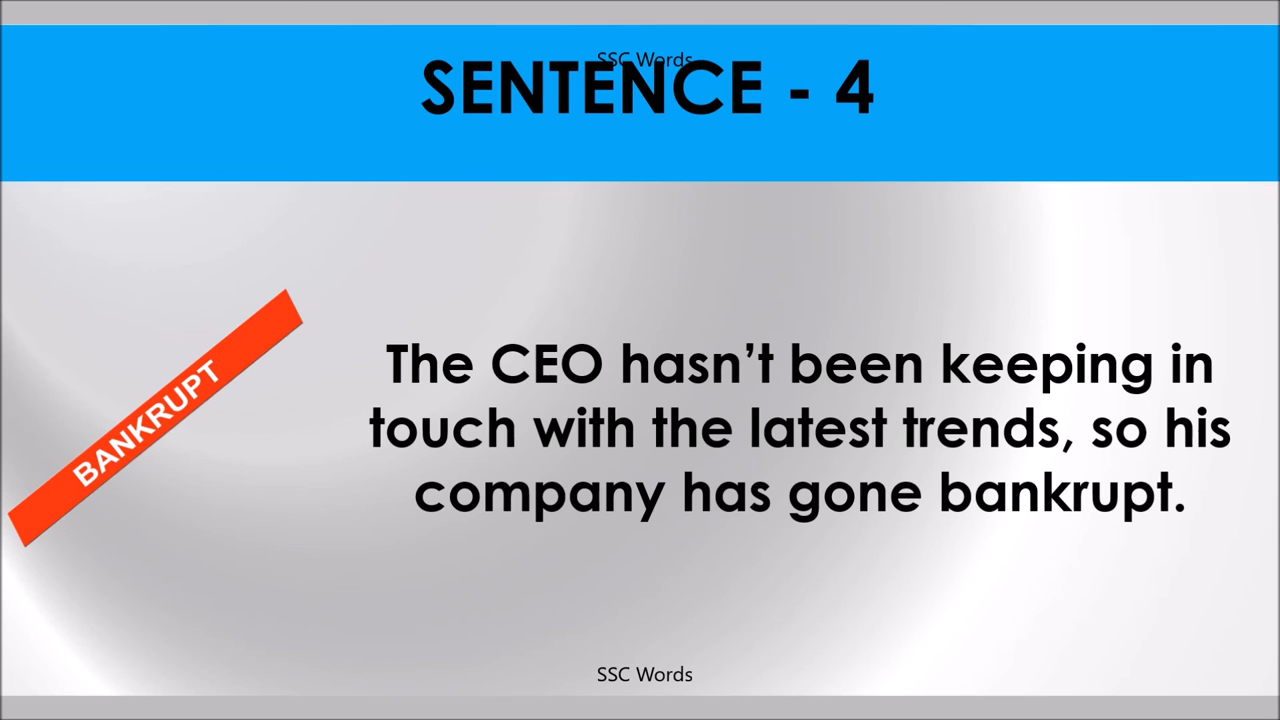 SSC Words
SENTENCE - 4
BANKRUPT
The CEO hasn’t been keeping in
touch with the latest trends, so his
company has gone bankrupt.
SSC Words